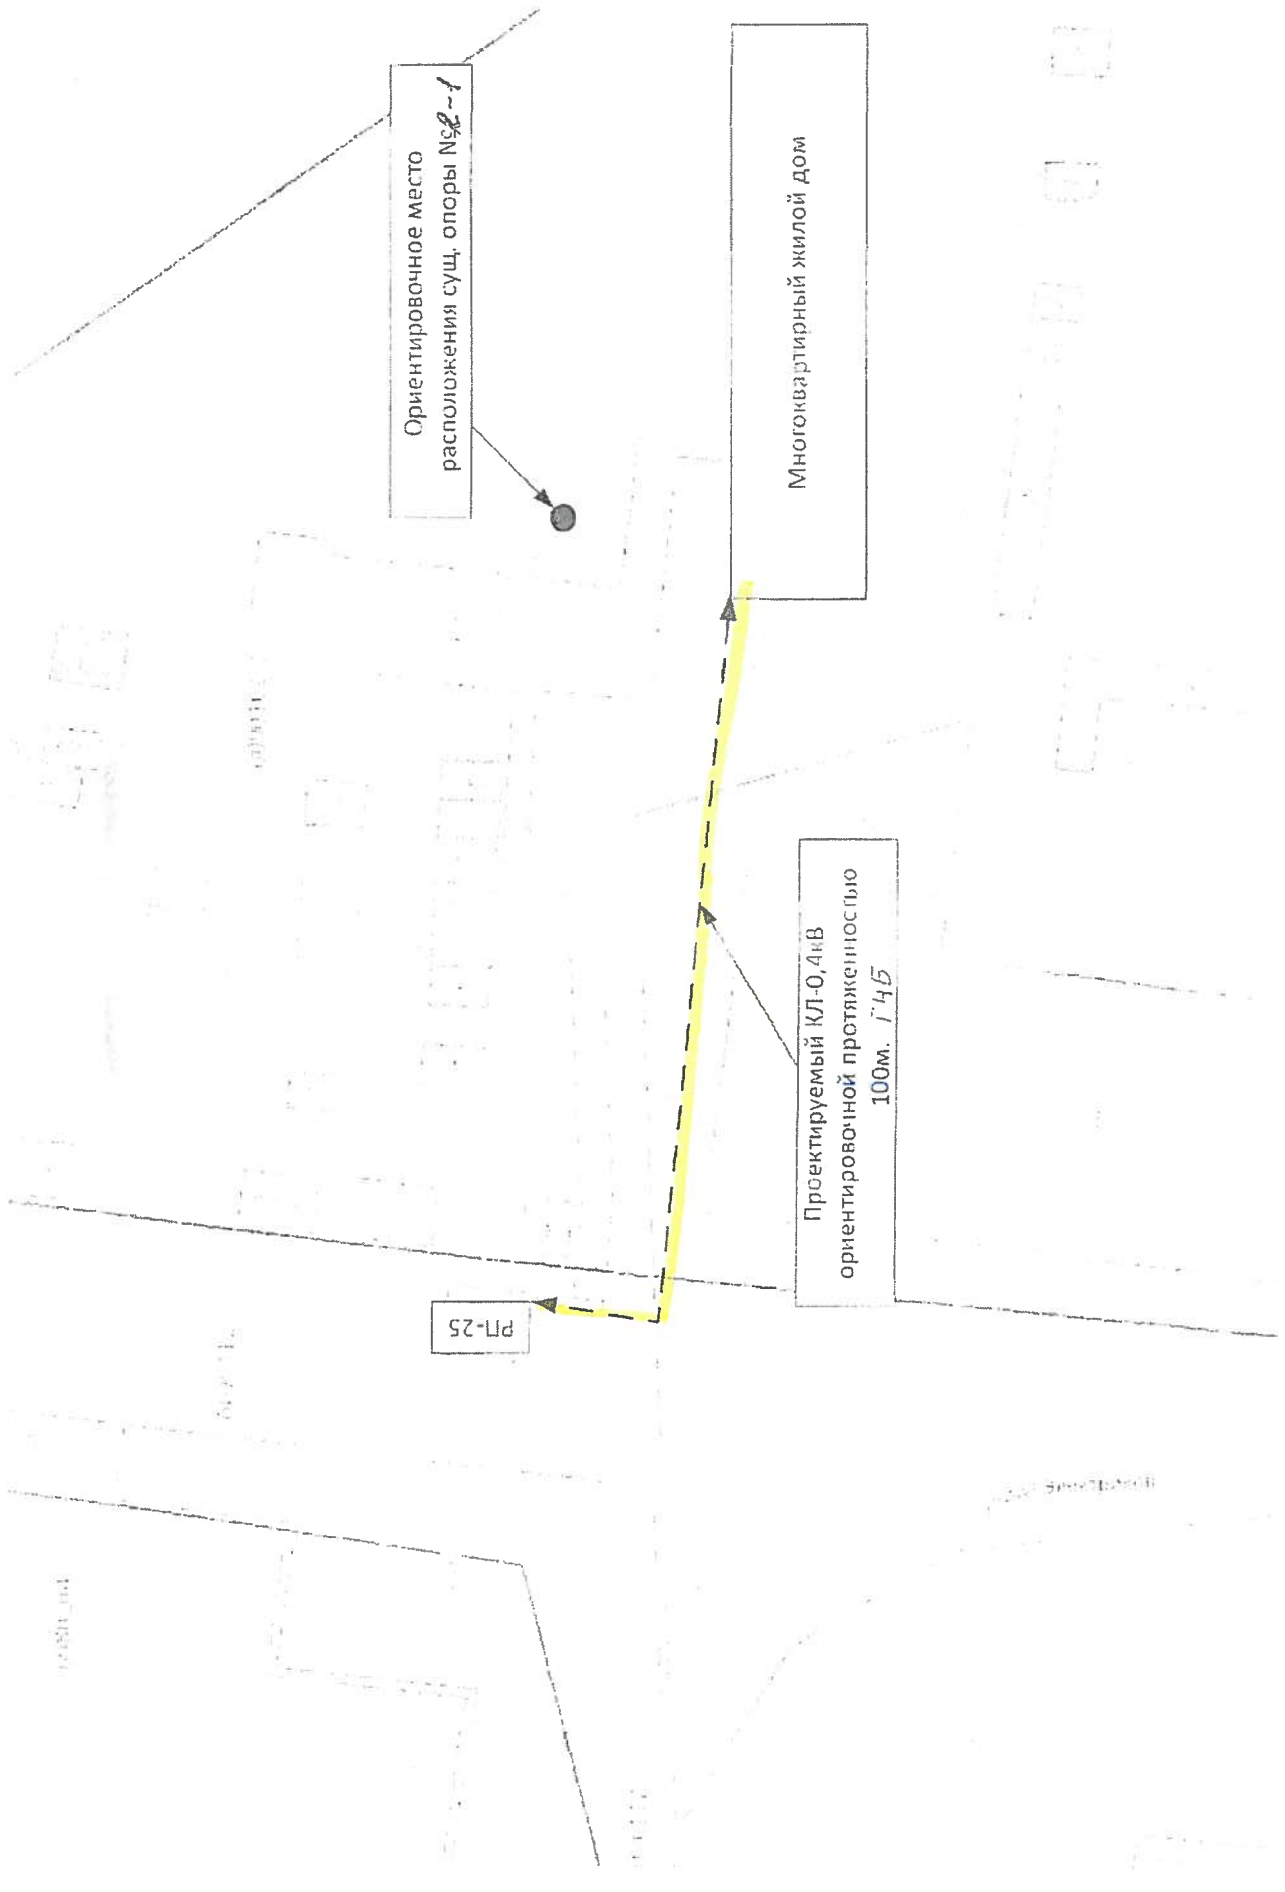 Ориентировочное место
расположения сущ. опоры №2-1
Многоквартирный жилой дом
Проектируемый КЛ-0,4кВ
ориентировочной протяженностью
100м. ГНБ
РП-25